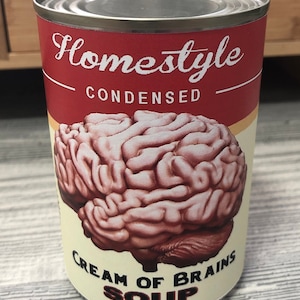 Homestyle
CONDENSED
CREAM OF BRAINS
SOUP